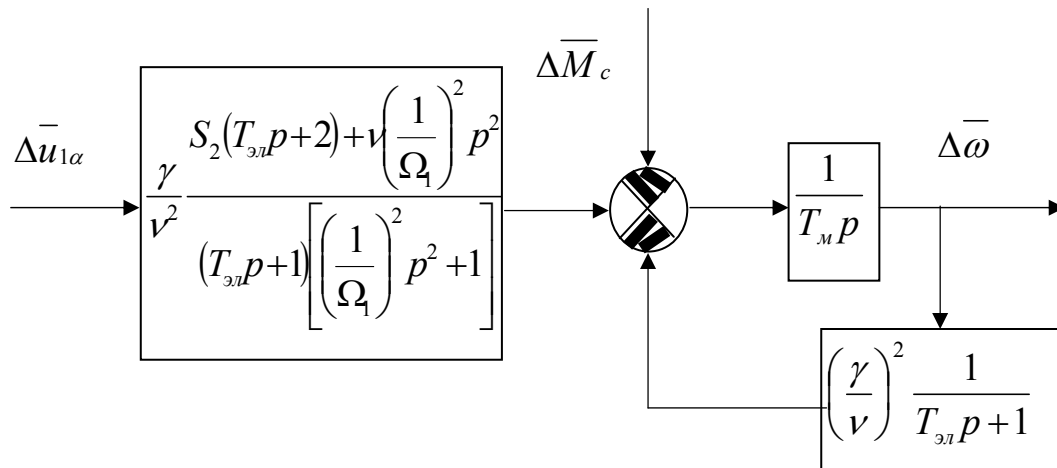 Δū₁α
γ/ν² (S₂(Tэлp+2)+ν(1/Ω₁)²p²)/((Tэлp+1)[(1/Ω₁)²p²+1])
ΔM̅c
1/(Tмp)
Δω̅
(γ/ν)² 1/(Tэлp+1)